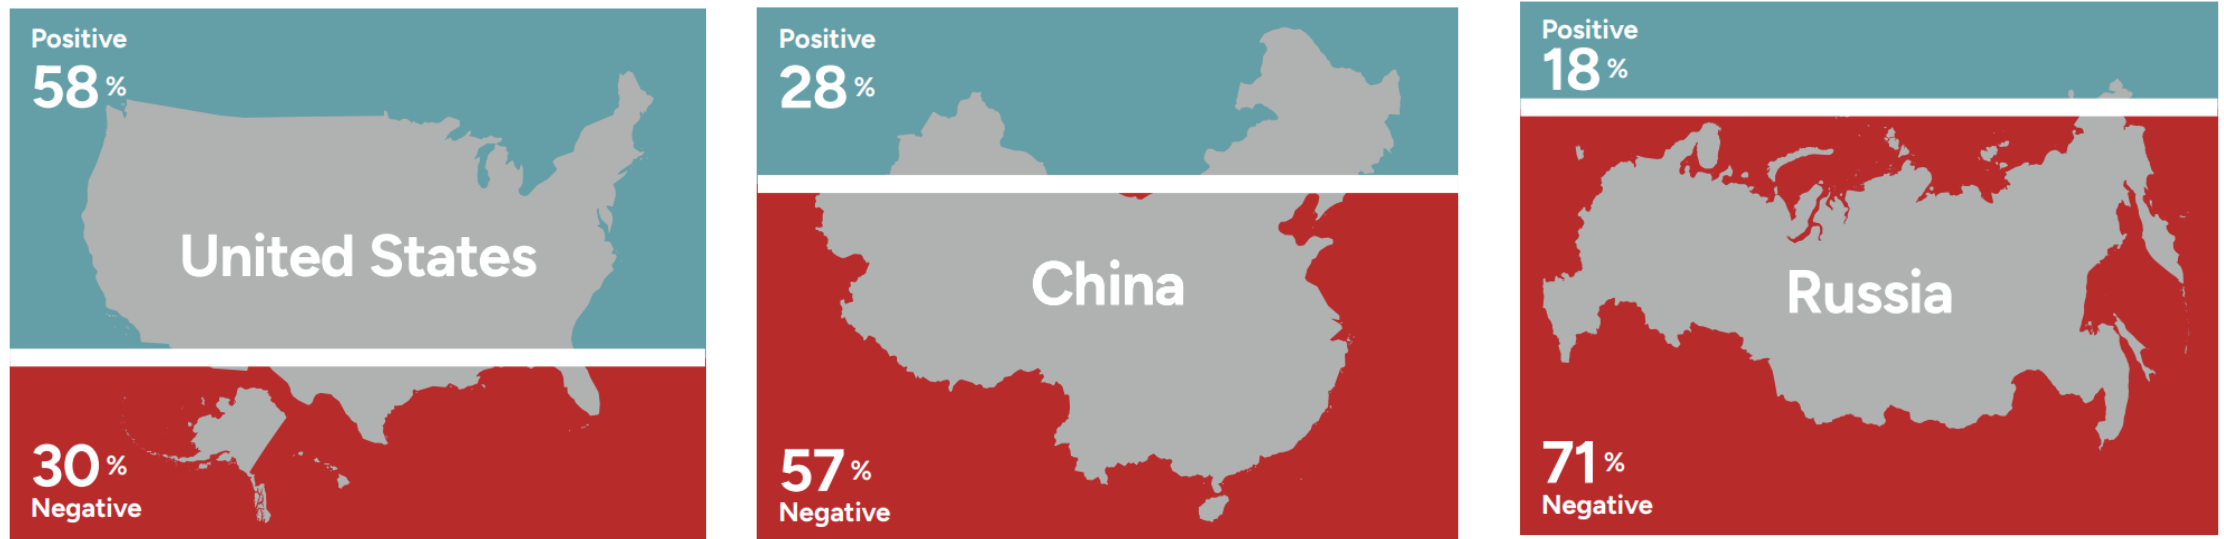 Positive
58%
United States
30%
Negative
Positive
28%
China
57%
Negative
Positive
18%
Russia
71%
Negative